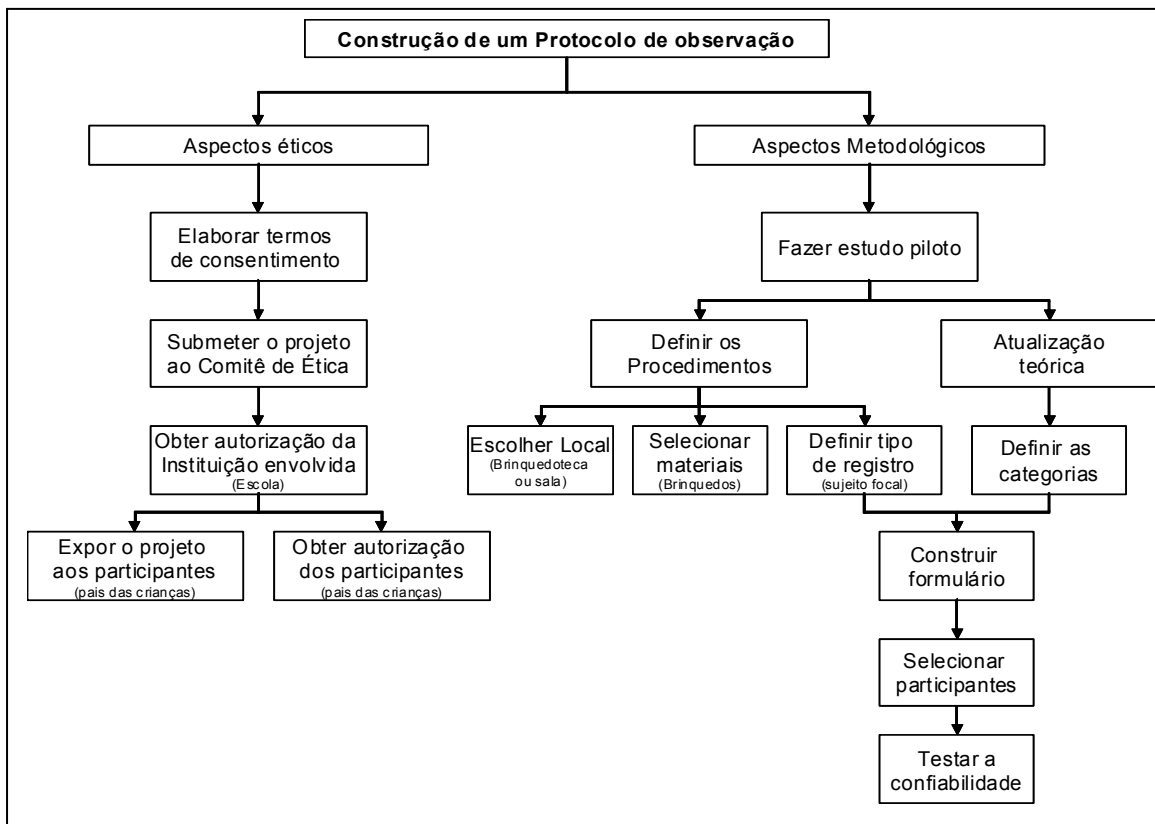 Construção de um Protocolo de observação
Aspectos éticos
Aspectos Metodológicos
Elaborar termos
de consentimento
Fazer estudo piloto
Submeter o projeto
ao Comitê de Ética
Definir os
Procedimentos
Atualização
teórica
Obter autorização da
Instituição envolvida
(Escola)
Escolher Local
(Brinquedoteca
ou sala)
Selecionar
materiais
(Brinquedos)
Definir tipo
de registro
(sujeito focal)
Definir as
categorias
Expor o projeto
aos participantes
(pais das crianças)
Obter autorização
dos participantes
(pais das crianças)
Construir
formulário
Selecionar
participantes
Testar a
confiabilidade